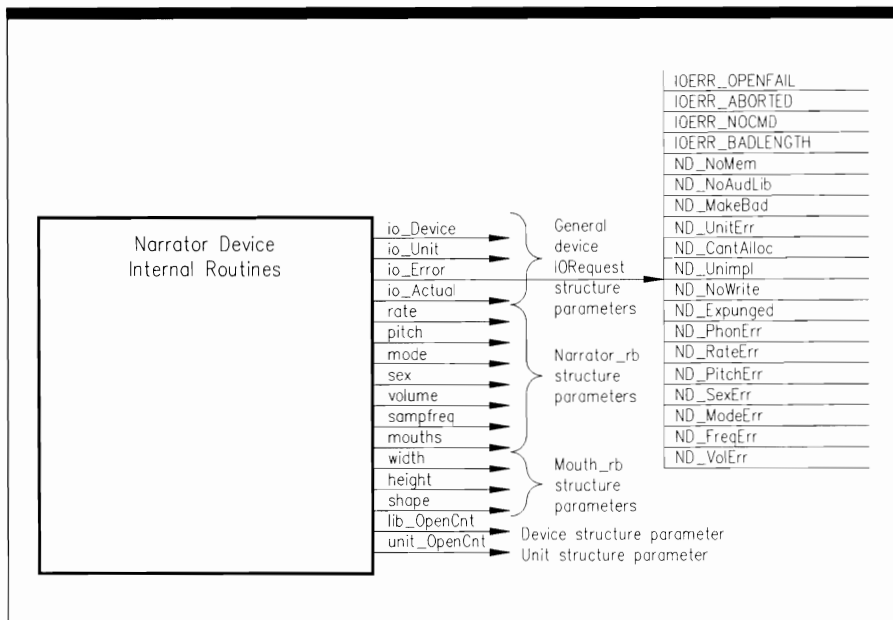 Narrator Device
Internal Routines
io_Device
io_Unit
io_Error
io_Actual
rate
pitch
mode
sex
volume
sampfreq
mouths
width
height
shape
lib_OpenCnt
unit_OpenCnt
General
device
IORequest
structure
parameters
Narrator_rb
structure
parameters
Mouth_rb
structure
parameters
Device structure parameter
Unit structure parameter
IOERR_OPENFAIL
IOERR_ABORTED
IOERR_NOCMD
IOERR_BADLENGTH
ND_NoMem
ND_NoAudLib
ND_MakeBad
ND_UnitErr
ND_CantAlloc
ND_Unimpl
ND_NoWrite
ND_Expunged
ND_PhonErr
ND_RateErr
ND_PitchErr
ND_SexErr
ND_ModeErr
ND_FreqErr
ND_VolErr